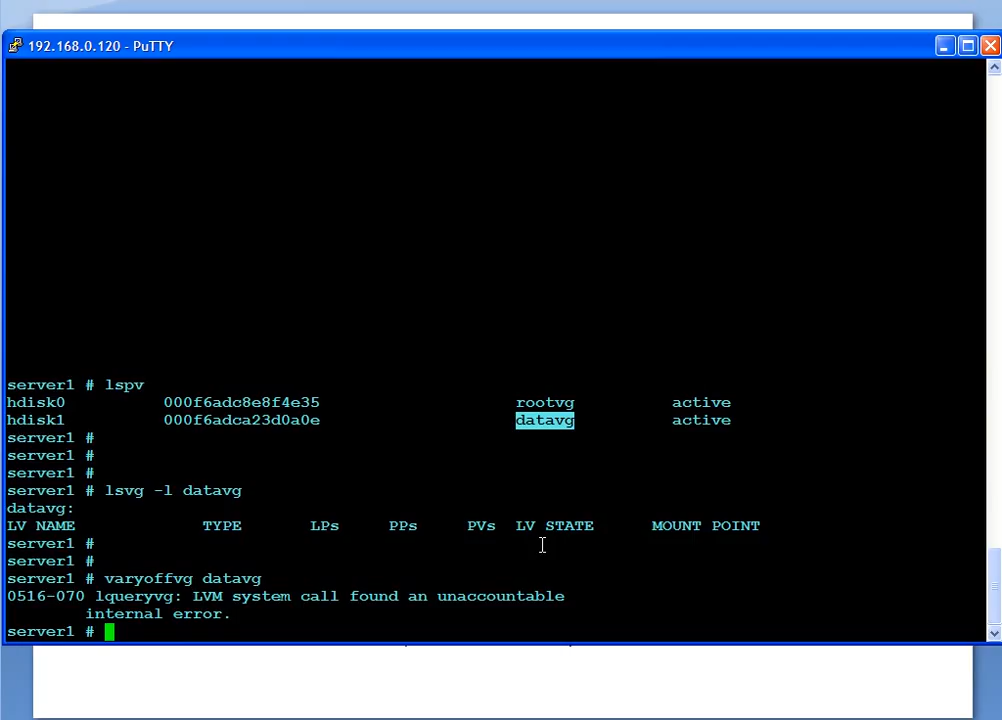 192.168.0.120 - PuTTY
server1 # lspv
hdisk0 000f6adc8e8f4e35 rootvg active
hdisk1 000f6adca23d0a0e datavg active
server1 #
server1 #
server1 #
server1 # lsvg -l datavg
datavg:
LV NAME TYPE LPs PPs PVs LV STATE MOUNT POINT
server1 #
server1 #
server1 # varyoffvg datavg
0516-070 lqueryvg: LVM system call found an unaccountable
internal error.
server1 #